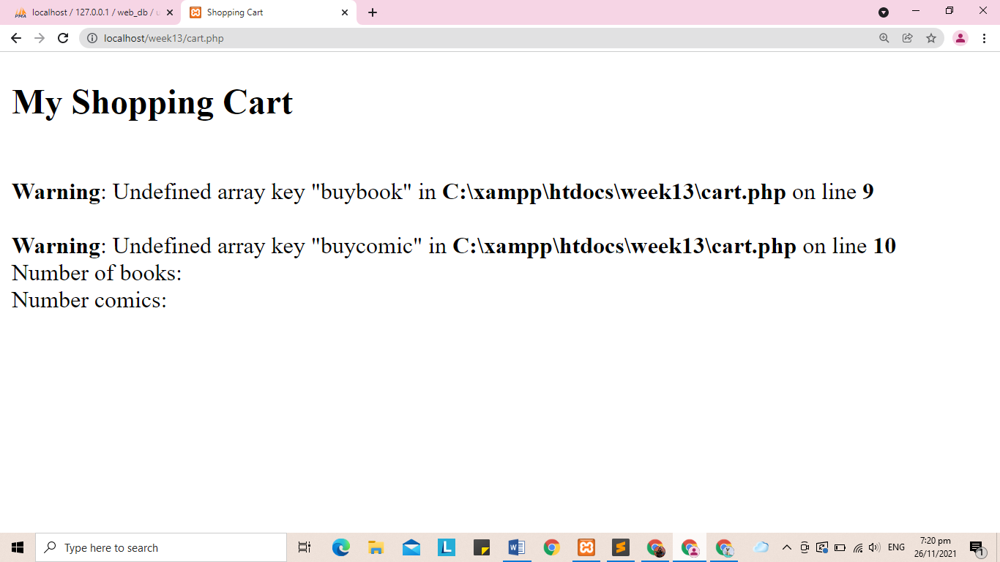 localhost / 127.0.0.1 / web_db / u
Shopping Cart
localhost/week13/cart.php
My Shopping Cart
Warning: Undefined array key "buybook" in C:\xampp\htdocs\week13\cart.php on line 9
Warning: Undefined array key "buycomic" in C:\xampp\htdocs\week13\cart.php on line 10
Number of books:
Number comics:
Type here to search
L
ENG
7:20 pm
26/11/2021
1